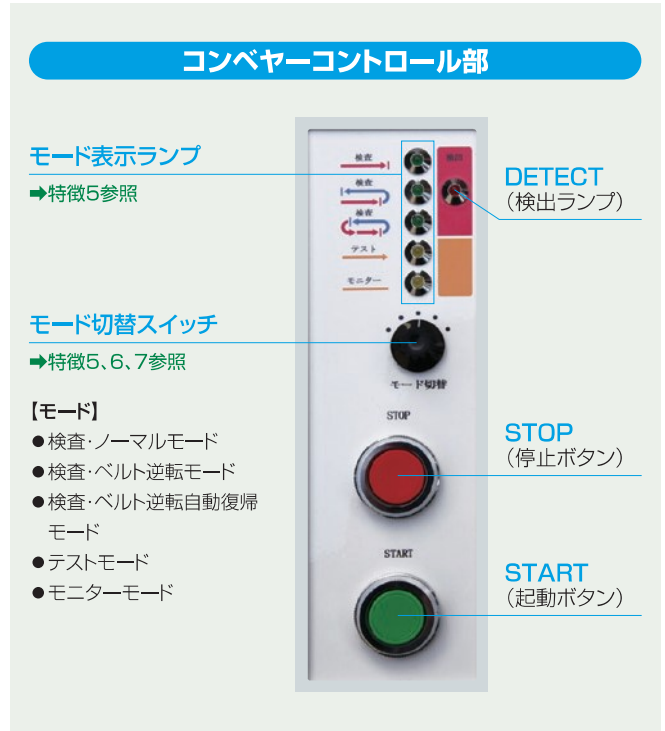 コンベヤーコントロール部
モード表示ランプ
➡特徴5参照
モード切替スイッチ
➡特徴5、6、7参照
【モード】
●検査・ノーマルモード
●検査・ベルト逆転モード
●検査・ベルト逆転自動復帰
モード
●テストモード
●モニターモード
検査
検出
検査
検査
テスト
モニター
モード切替
STOP
START
DETECT
（検出ランプ）
STOP
（停止ボタン）
START
（起動ボタン）